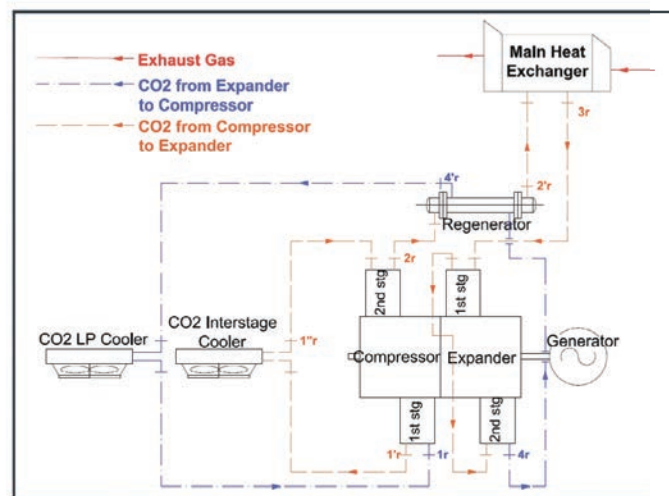 Exhaust Gas
CO2 from Expander
to Compressor
CO2 from Compressor
to Expander
Main Heat
Exchanger
3r
4'r
2'r
Regenerator
2r
2nd stg
1st stg
CO2 LP Cooler
CO2 Interstage
Cooler
1"r
Compressor
Expander
Generator
1st stg
2nd stg
1'r
1r
4r